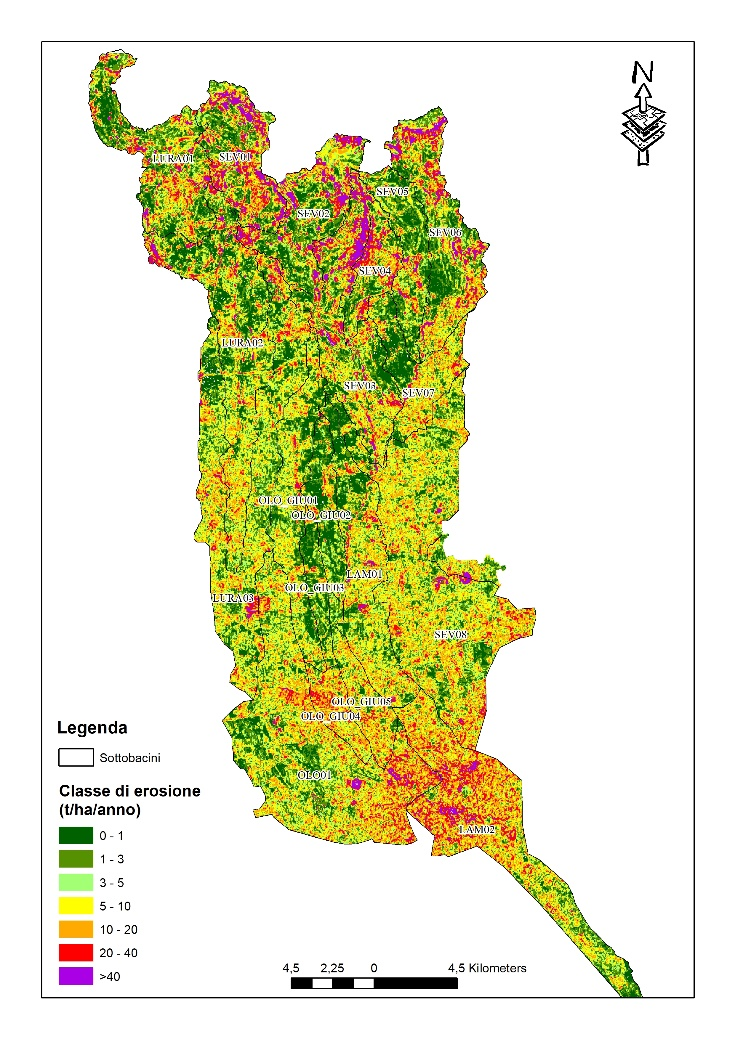 N
LURA01
SEV01
SEV05
SEV02
SEV06
SEV04
LURA02
SEV03
SEV07
OLO_GIU01
OLO_GIU02
LAM01
OLO_GIU03
LURA03
SEV08
OLO_GIU05
OLO_GIU04
OLO01
LAM02
Legenda
Sottobacini
Classe di erosione
(t/ha/anno)
0 - 1
1 - 3
3 - 5
5 - 10
10 - 20
20 - 40
>40
4,5 2,25 0 4,5 Kilometers